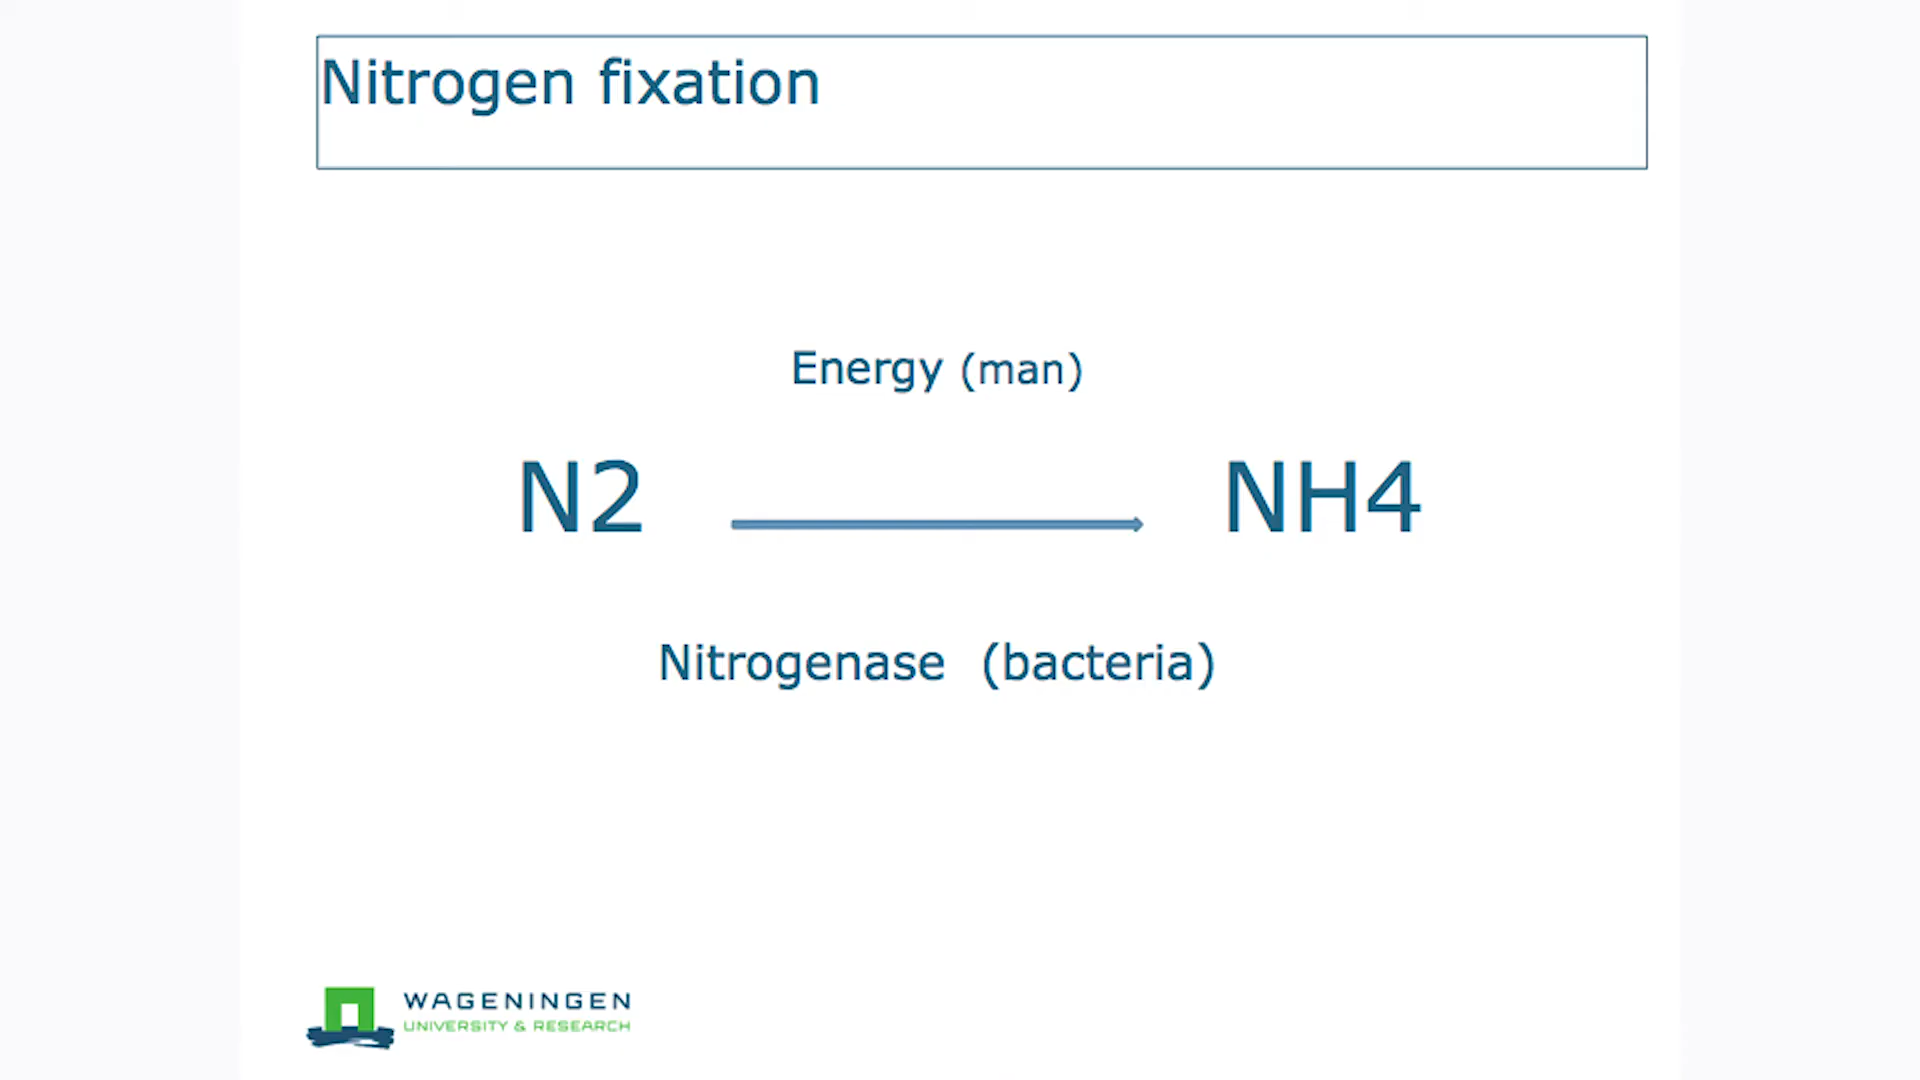 Nitrogen fixation
Energy (man)
N2 NH4
Nitrogenase (bacteria)
WAGENINGEN
UNIVERSITY & RESEARCH